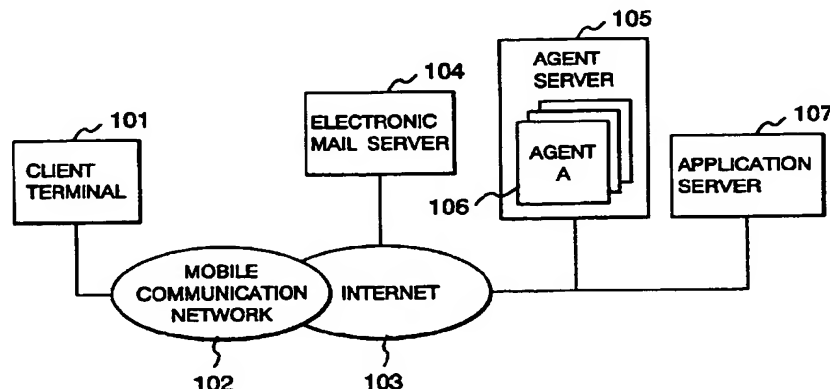 105
104
AGENT
SERVER
101
107
ELECTRONIC
MAIL SERVER
CLIENT
TERMINAL
AGENT
A
APPLICATION
SERVER
106
MOBILE
COMMUNICATION
NETWORK
INTERNET
102
103